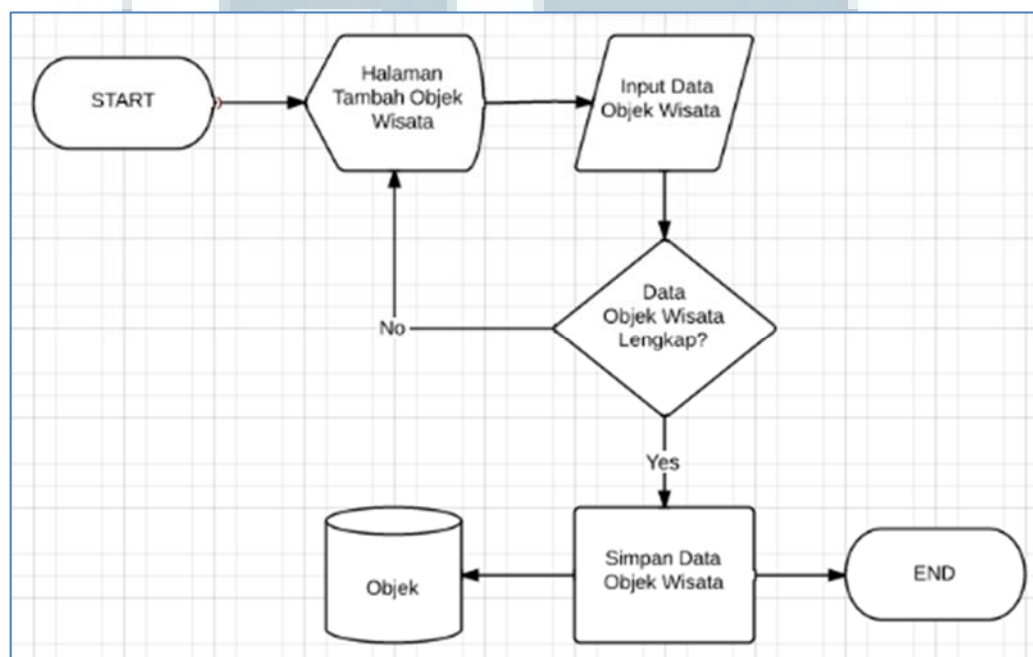 START
Halaman
Tambah Objek
Wisata
Input Data
Objek Wisata
Data
Objek Wisata
Lengkap?
No
Yes
Objek
Simpan Data
Objek Wisata
END